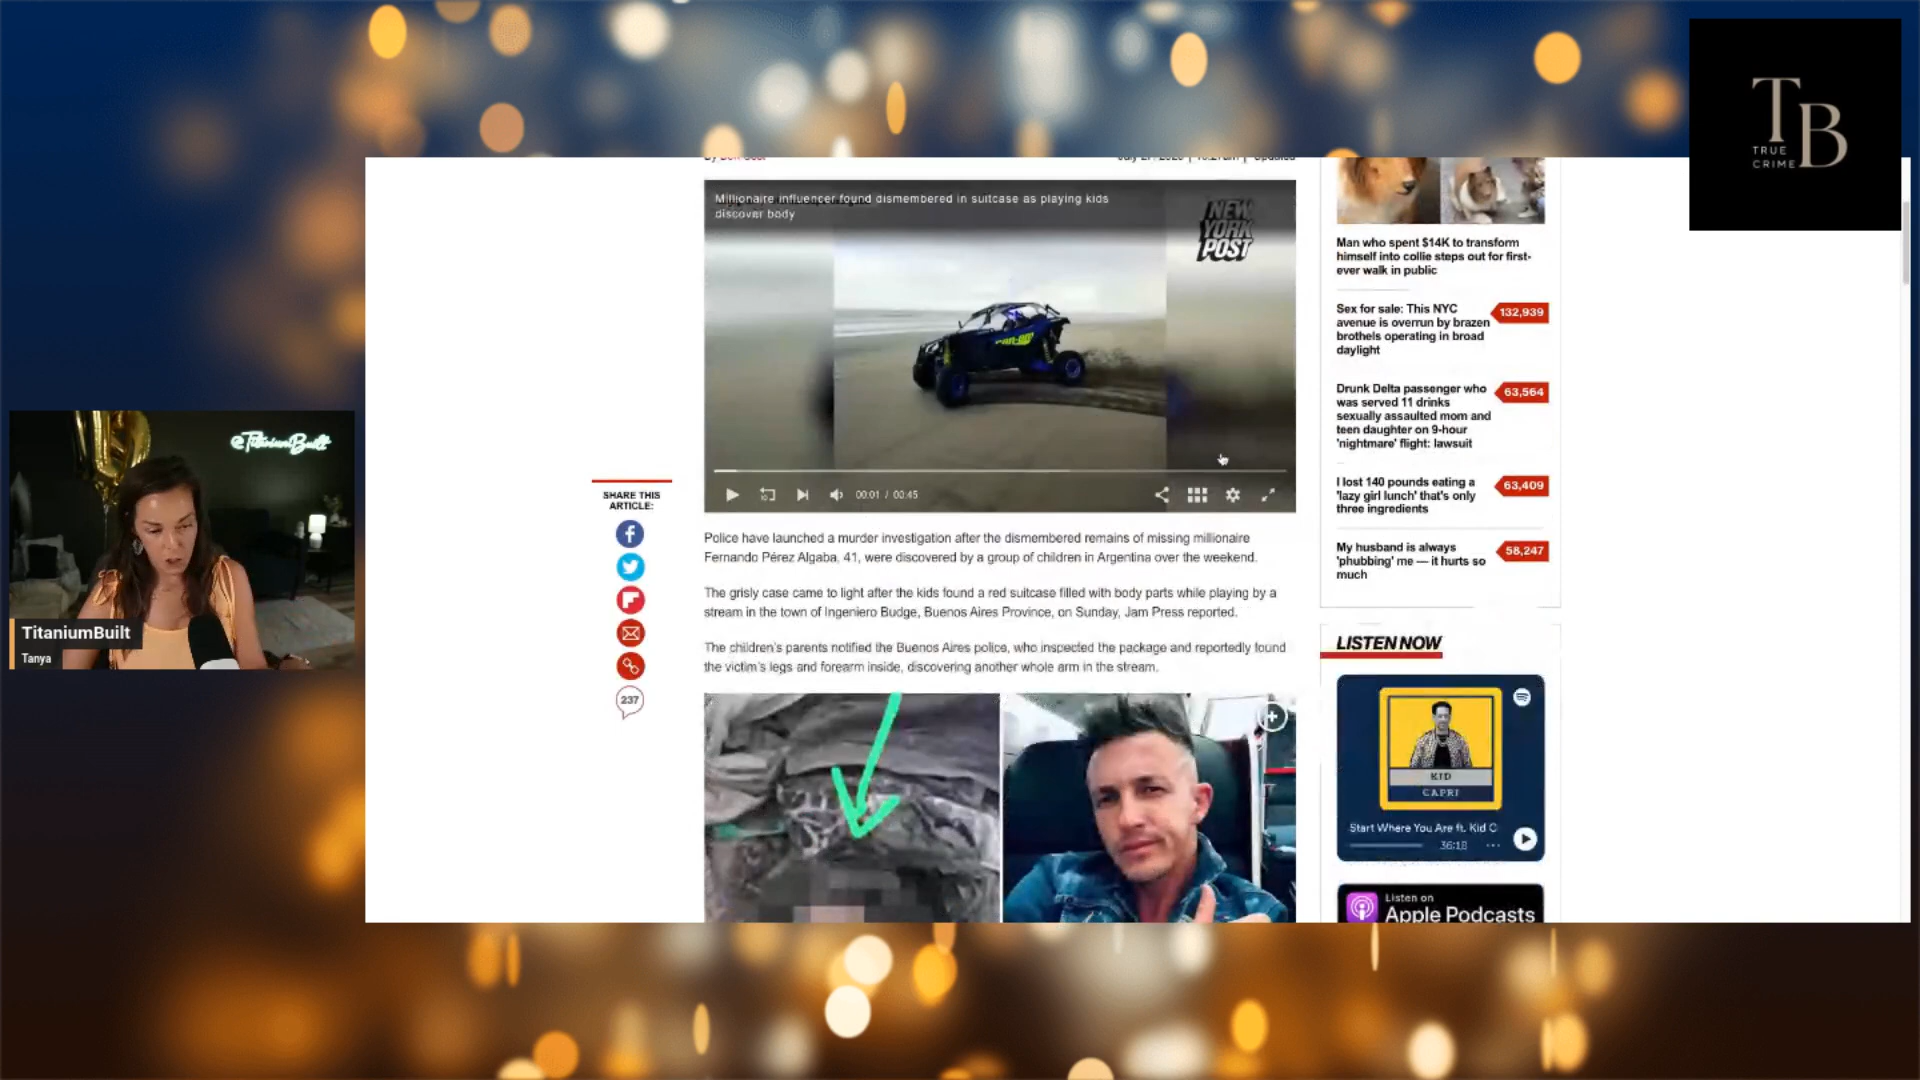 TB
TRUE
CRIME
@TitaniumBuilt
TitaniumBuilt
Tanya
Millionaire influencer found dismembered in suitcase as playing kids
discover body
NEW
YORK
POST
can-am
00:01 / 00:45
SHARE THIS
ARTICLE:
237
Police have launched a murder investigation after the dismembered remains of missing millionaire
Fernando Pérez Algaba, 41, were discovered by a group of children in Argentina over the weekend.
The grisly case came to light after the kids found a red suitcase filled with body parts while playing by a
stream in the town of Ingeniero Budge, Buenos Aires Province, on Sunday, Jam Press reported.
The children's parents notified the Buenos Aires police, who inspected the package and reportedly found
the victim's legs and forearm inside, discovering another whole arm in the stream.
Man who spent $14K to transform
himself into collie steps out for first-
ever walk in public
Sex for sale: This NYC
avenue is overrun by brazen
brothels operating in broad
daylight
132,939
Drunk Delta passenger who
was served 11 drinks
sexually assaulted mom and
teen daughter on 9-hour
'nightmare' flight: lawsuit
63,564
I lost 140 pounds eating a
'lazy girl lunch' that's only
three ingredients
63,409
My husband is always
'phubbing' me — it hurts so
much
58,247
LISTEN NOW
KID
CAPRI
Start Where You Are ft. Kid C
36:18
Listen on
Apple Podcasts